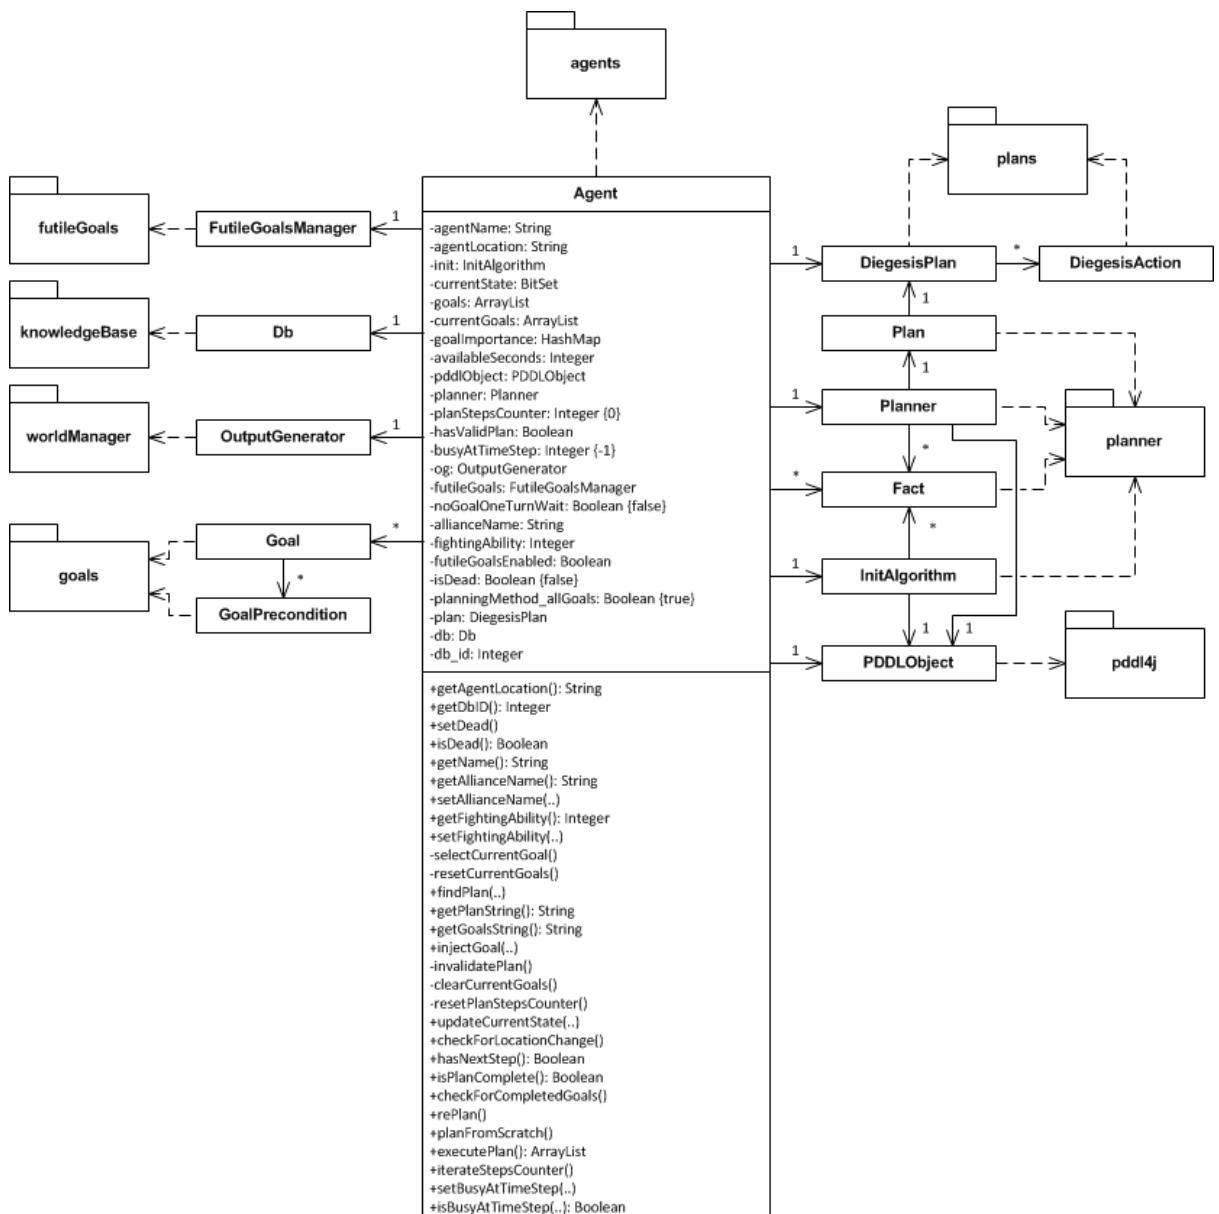 agents
plans
futileGoals
FutileGoalsManager
1
knowledgeBase
Db
1
worldManager
OutputGenerator
1
goals
Goal
*
*
GoalPrecondition
Agent
-agentName: String
-agentLocation: String
-init: InitAlgorithm
-currentState: BitSet
-goals: ArrayList
-currentGoals: ArrayList
-goalImportance: HashMap
-availableSeconds: Integer
-pddlObject: PDDLObject
-planner: Planner
-planStepsCounter: Integer {0}
-hasValidPlan: Boolean
-busyAtTimeStep: Integer {-1}
-og: OutputGenerator
-futileGoals: FutileGoalsManager
-noGoalOneTurnWait: Boolean {false}
-allianceName: String
-fightingAbility: Integer
-futileGoalsEnabled: Boolean
-isDead: Boolean {false}
-planningMethod_allGoals: Boolean {true}
-plan: DiegesisPlan
-db: Db
-db_id: Integer
+getAgentLocation(): String
+getDbID(): Integer
+setDead()
+isDead(): Boolean
+getName(): String
+getAllianceName(): String
+setAllianceName(..)
+getFightingAbility(): Integer
+setFightingAbility(..)
-selectCurrentGoal()
-resetCurrentGoals()
+findPlan(..)
+getPlanString(): String
+getGoalsString(): String
+injectGoal(..)
-invalidatePlan()
-clearCurrentGoals()
-resetPlanStepsCounter()
+updateCurrentState(..)
+checkForLocationChange()
+hasNextStep(): Boolean
+isPlanComplete(): Boolean
+checkForCompletedGoals()
+rePlan()
+planFromScratch()
+executePlan(): ArrayList
+iterateStepsCounter()
+setBusyAtTimeStep(..)
+isBusyAtTimeStep(..): Boolean
1
DiegesisPlan
*
DiegesisAction
1
Plan
1
1
Planner
planner
*
*
Fact
*
1
InitAlgorithm
1
1
1
PDDLObject
pddl4j